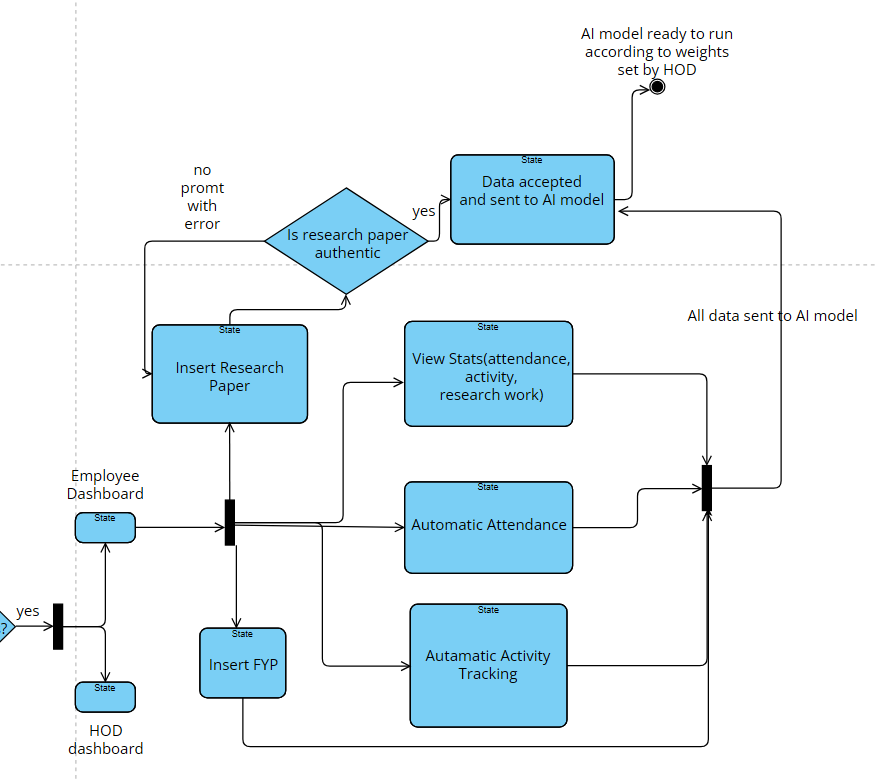 AI model ready to run
according to weights
set by HOD
State
Data accepted
and sent to AI model
no
promt
with
error
yes
Is research paper
authentic
All data sent to AI model
State
Insert Research
Paper
State
View Stats(attendance,
activity,
research work)
Employee
Dashboard
State
State
Automatic Attendance
yes
?
State
Autamatic Activity
Tracking
State
Insert FYP
State
HOD
dashboard